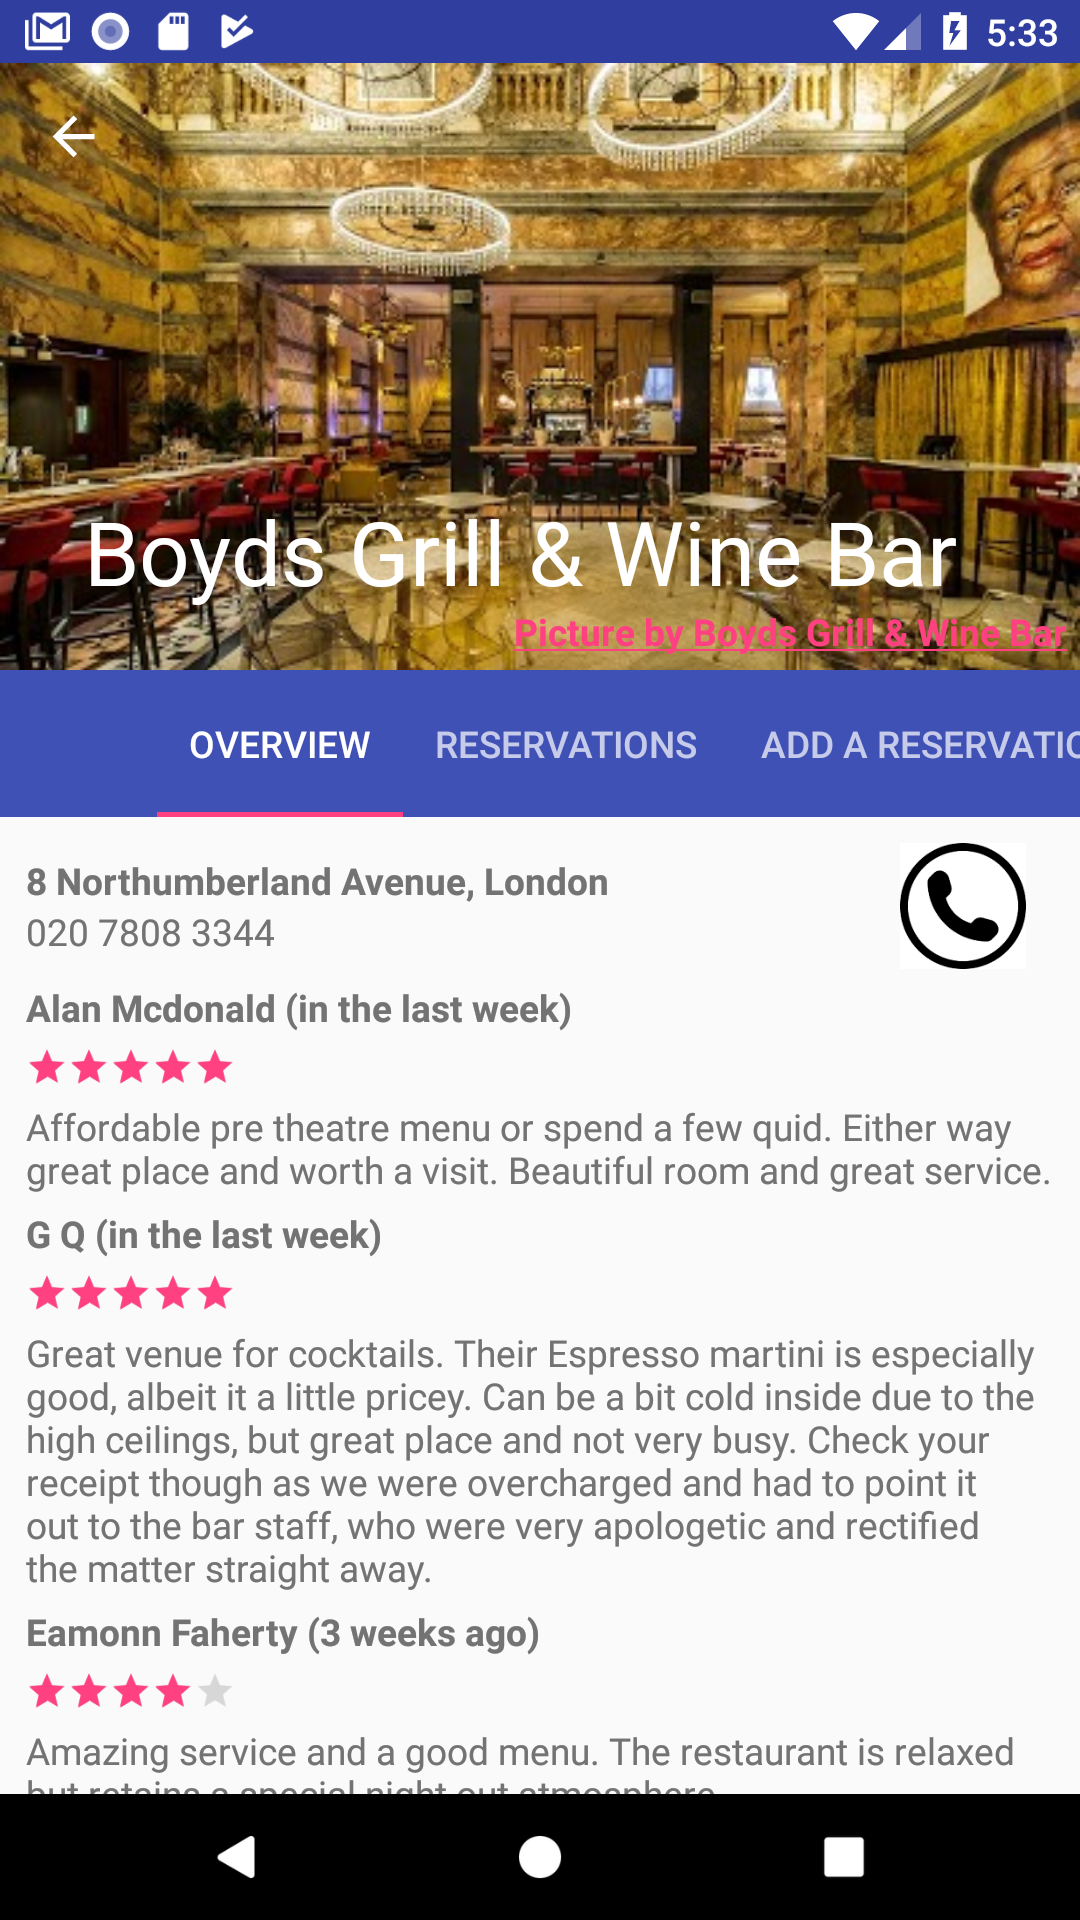 5:33
Boyds Grill & Wine Bar
Picture by Boyds Grill & Wine Bar
OVERVIEW RESERVATIONS ADD A RESERVATIO
8 Northumberland Avenue, London
020 7808 3344
Alan Mcdonald (in the last week)
Affordable pre theatre menu or spend a few quid. Either way
great place and worth a visit. Beautiful room and great service.
G Q (in the last week)
Great venue for cocktails. Their Espresso martini is especially
good, albeit it a little pricey. Can be a bit cold inside due to the
high ceilings, but great place and not very busy. Check your
receipt though as we were overcharged and had to point it
out to the bar staff, who were very apologetic and rectified
the matter straight away.
Eamonn Faherty (3 weeks ago)
Amazing service and a good menu. The restaurant is relaxed
but retains a special night out atmosphere